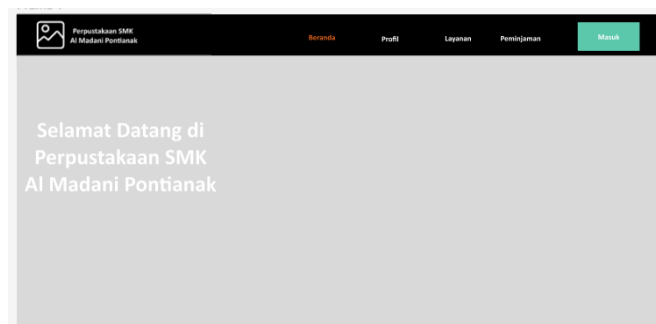 Perpustakaan SMK
Al Madani Pontianak
Beranda
Profil
Layanan
Peminjaman
Masuk
Selamat Datang di
Perpustakaan SMK
Al Madani Pontianak